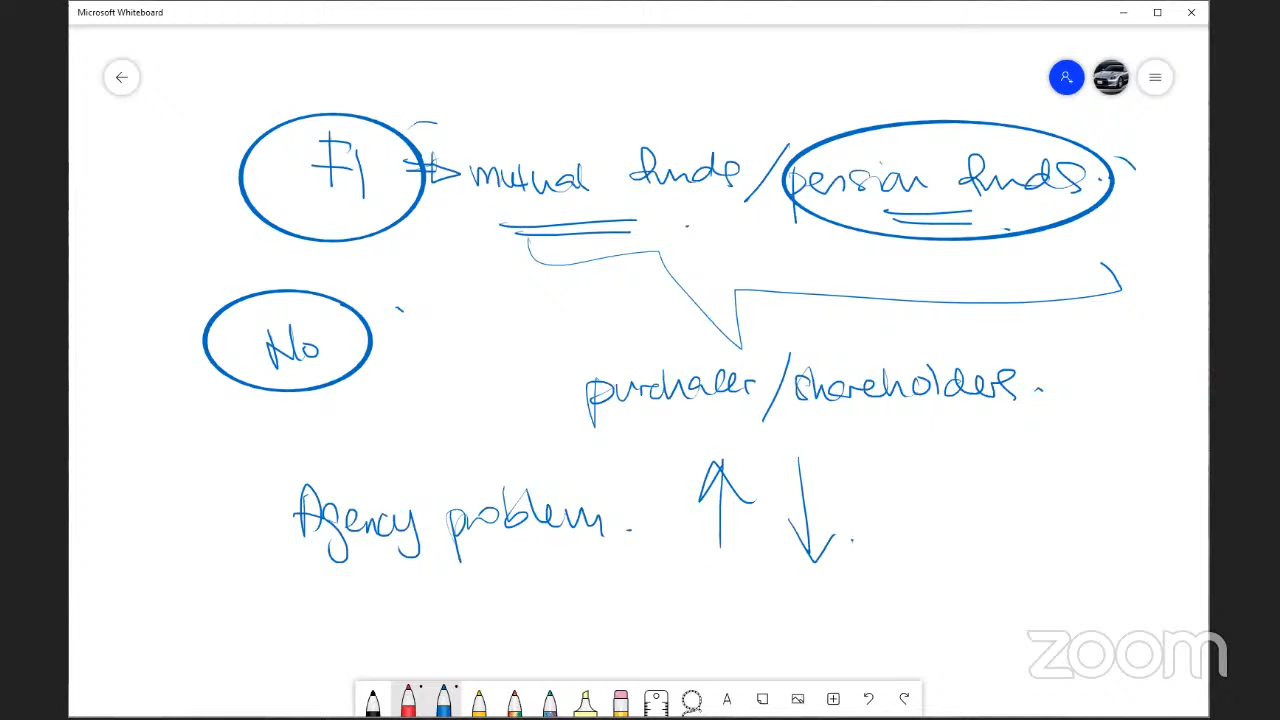 Microsoft Whiteboard
FI ⇒ mutual funds / pension funds.
No
purchaser / shareholders.
Agency problem. ↑ ↓
zoom
A